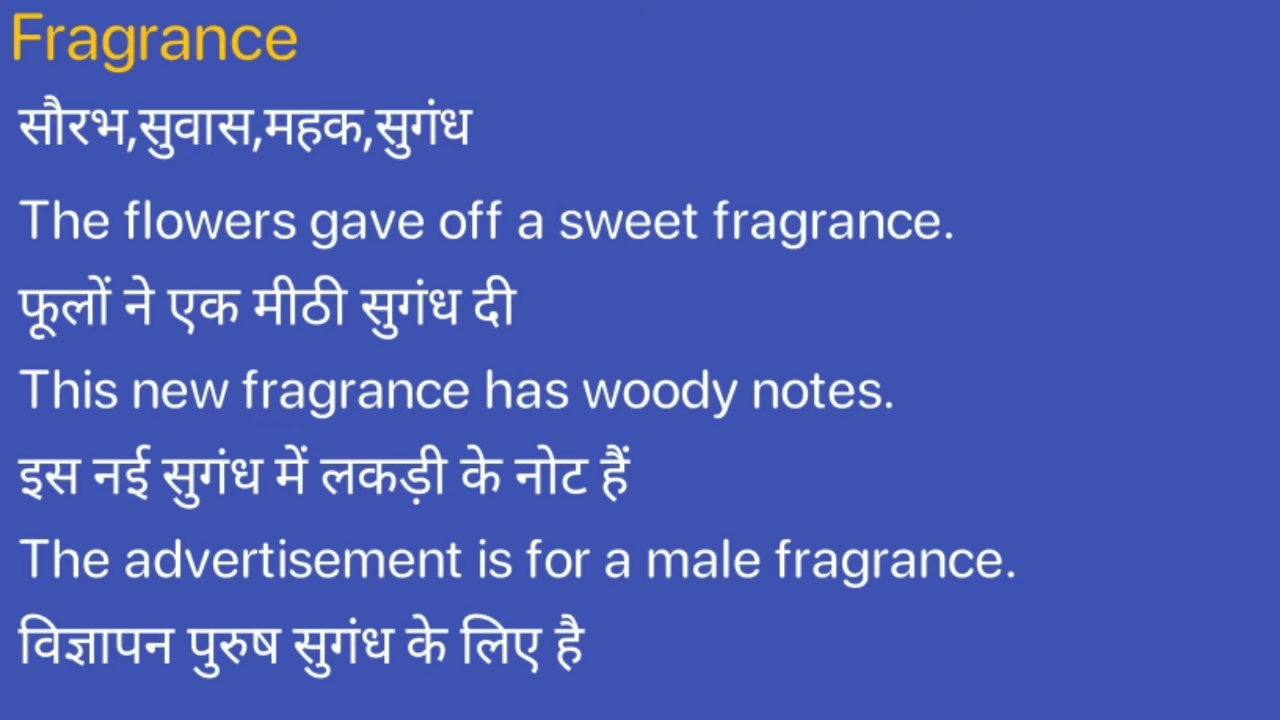 Fragrance
सौरभ,सुवास,महक,सुगंध
The flowers gave off a sweet fragrance.
फूलों ने एक मीठी सुगंध दी
This new fragrance has woody notes.
इस नई सुगंध में लकड़ी के नोट हैं
The advertisement is for a male fragrance.
विज्ञापन पुरुष सुगंध के लिए है